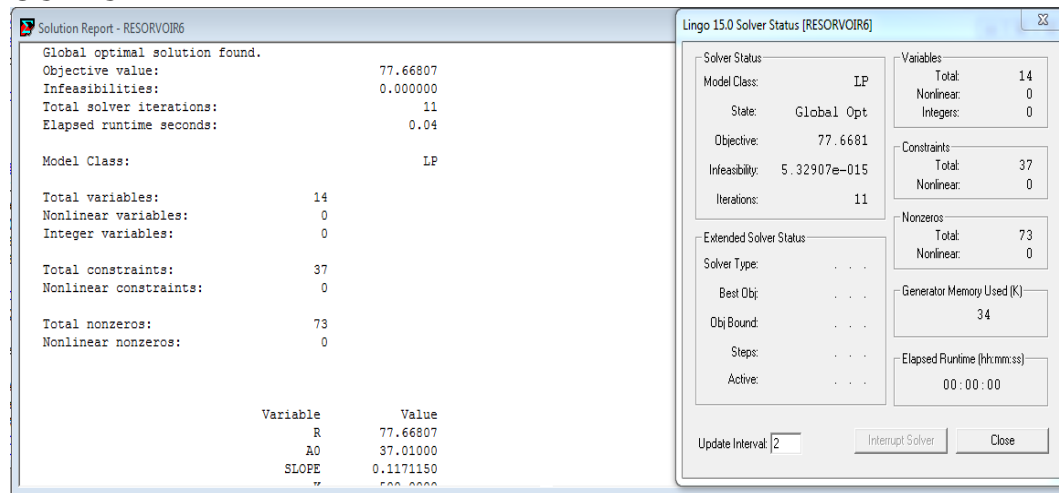 Solution Report - RESORVOIR6
Global optimal solution found.
Objective value: 77.66807
Infeasibilities: 0.000000
Total solver iterations: 11
Elapsed runtime seconds: 0.04
Model Class: LP
Total variables: 14
Nonlinear variables: 0
Integer variables: 0
Total constraints: 37
Nonlinear constraints: 0
Total nonzeros: 73
Nonlinear nonzeros: 0
Variable Value
R 77.66807
A0 37.01000
SLOPE 0.1171150
Lingo 15.0 Solver Status [RESORVOIR6]
Solver Status
Model Class: LP
State: Global Opt
Objective: 77.6681
Infeasibility: 5.32907e-015
Iterations: 11
Extended Solver Status
Solver Type: . . .
Best Obj: . . .
Obj Bound: . . .
Steps: . . .
Active: . . .
Variables
Total: 14
Nonlinear: 0
Integers: 0
Constraints
Total: 37
Nonlinear: 0
Nonzeros
Total: 73
Nonlinear: 0
Generator Memory Used (K)
34
Elapsed Runtime (hh:mm:ss)
00:00:00
Update Interval: 2
Interrupt Solver
Close